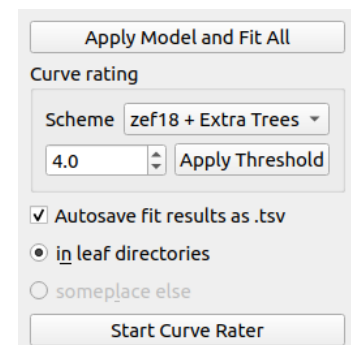 Apply Model and Fit All
Curve rating
Scheme zef18 + Extra Trees
4.0 Apply Threshold
Autosave fit results as .tsv
in leaf directories
someplace else
Start Curve Rater